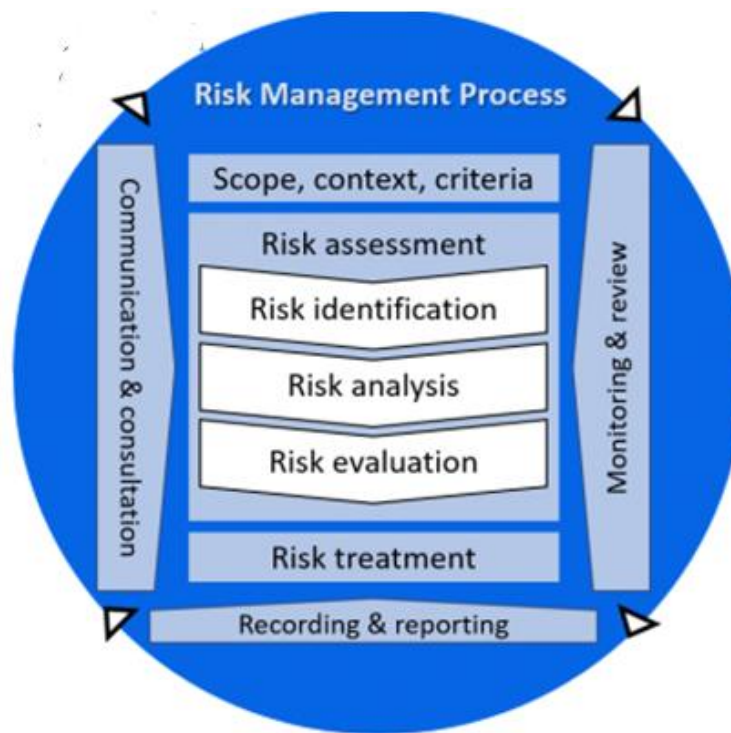 Risk Management Process
Scope, context, criteria
Risk assessment
Risk identification
Risk analysis
Risk evaluation
Risk treatment
Communication & consultation
Monitoring & review
Recording & reporting